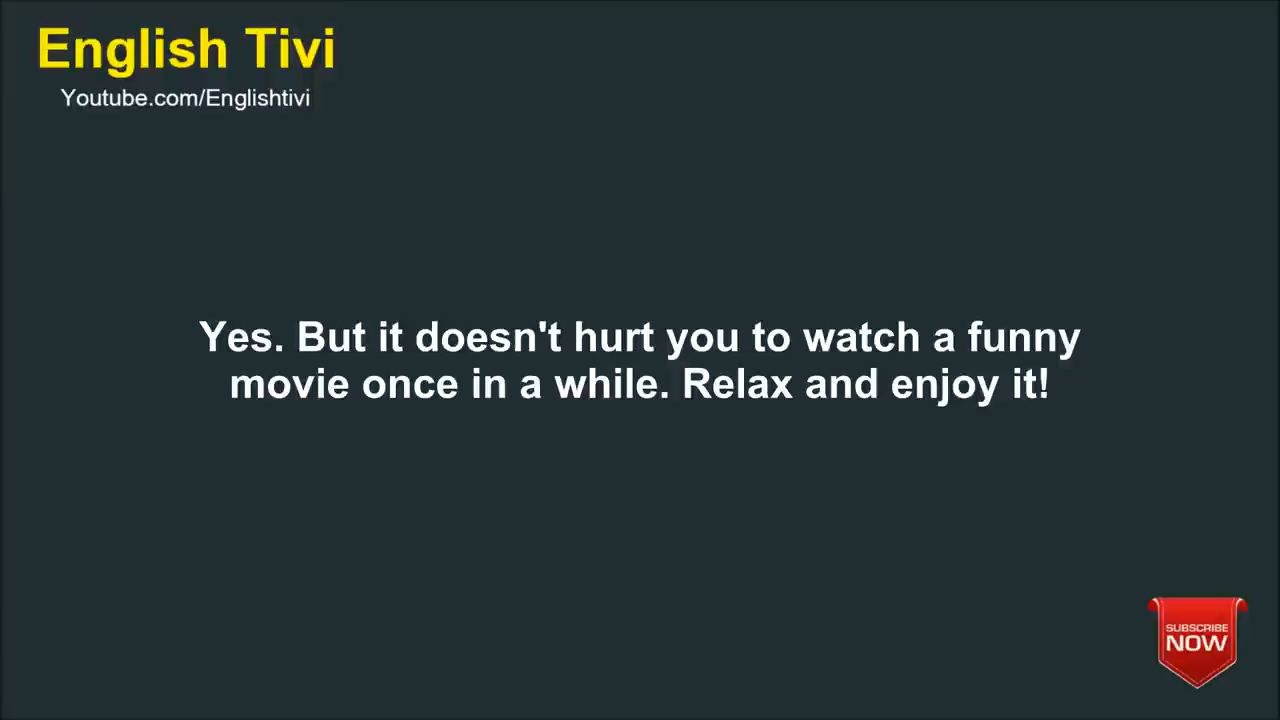 English Tivi
Youtube.com/Englishtivi
Yes. But it doesn't hurt you to watch a funny
movie once in a while. Relax and enjoy it!
SUBSCRIBE
NOW